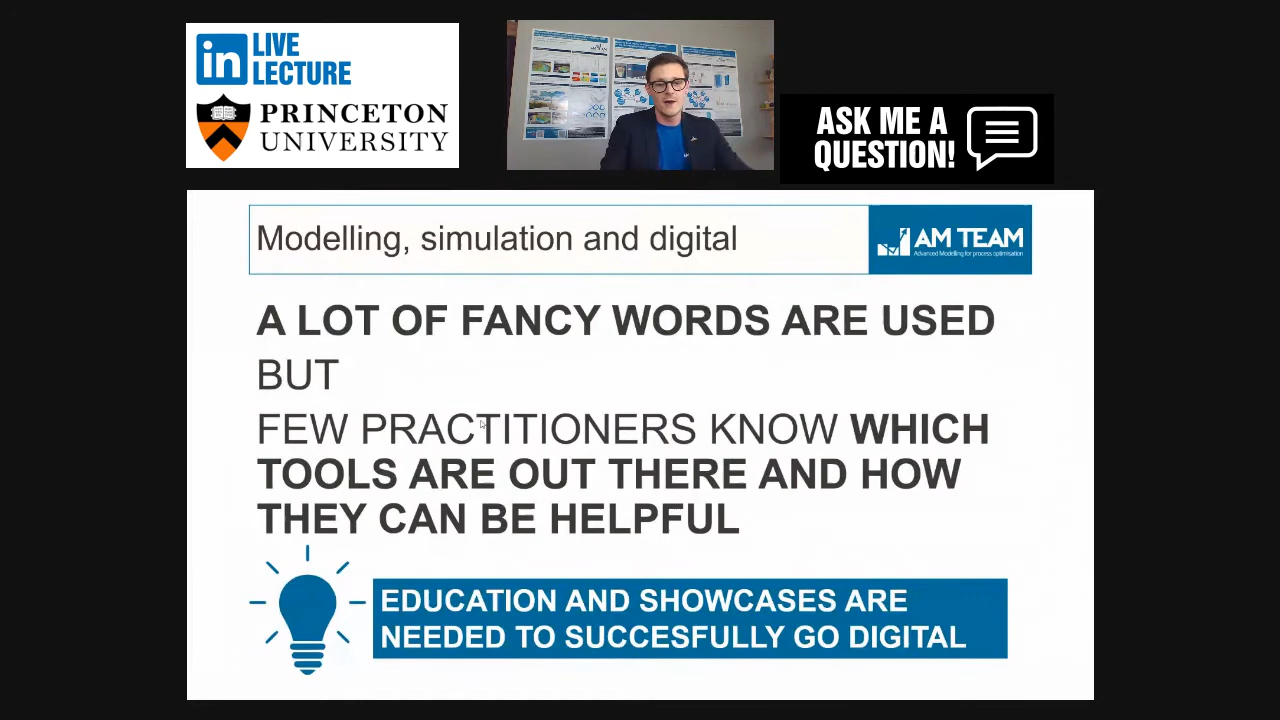 in LIVE
LECTURE
PRINCETON
UNIVERSITY
ASK ME A
QUESTION!
Modelling, simulation and digital
AM TEAM
Advanced Modelling for process optimisation
A LOT OF FANCY WORDS ARE USED
BUT
FEW PRACTITIONERS KNOW WHICH
TOOLS ARE OUT THERE AND HOW
THEY CAN BE HELPFUL
EDUCATION AND SHOWCASES ARE
NEEDED TO SUCCESFULLY GO DIGITAL